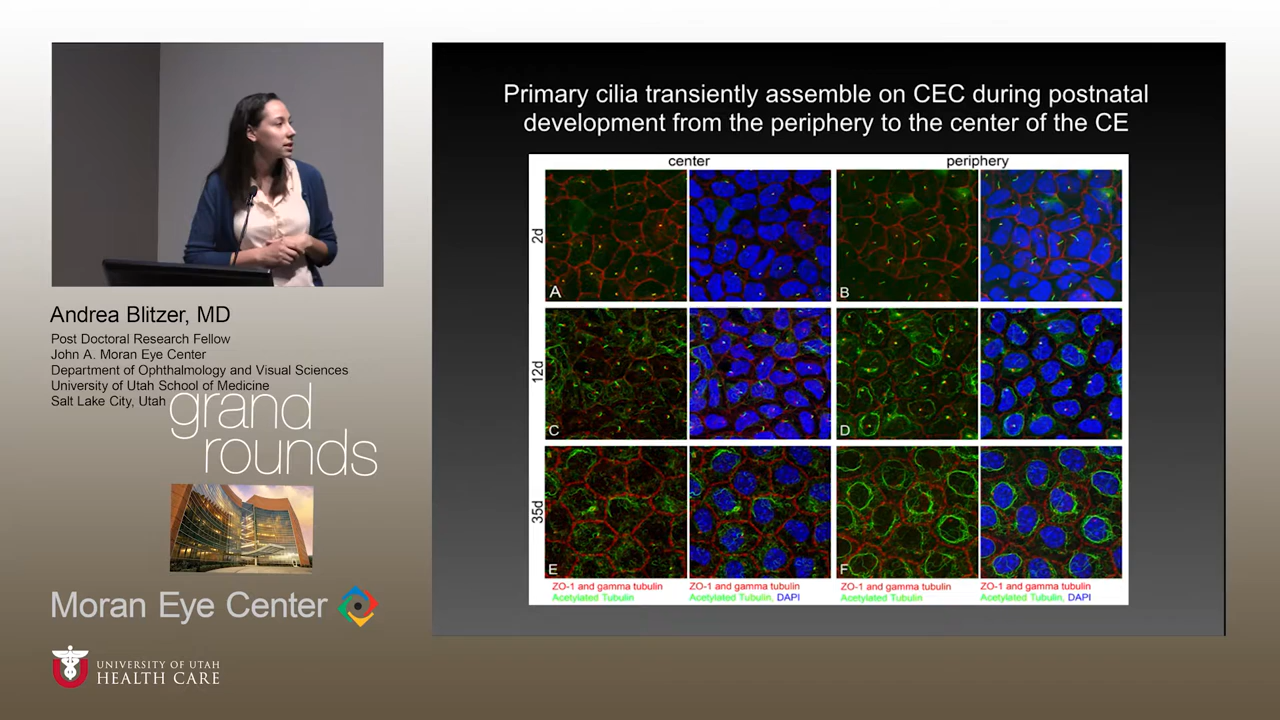 Primary cilia transiently assemble on CEC during postnatal
development from the periphery to the center of the CE
center
periphery
2d
A
B
12d
C
D
35d
E
F
ZO-1 and gamma tubulin
Acetylated Tubulin
ZO-1 and gamma tubulin
Acetylated Tubulin, DAPI
ZO-1 and gamma tubulin
Acetylated Tubulin
ZO-1 and gamma tubulin
Acetylated Tubulin, DAPI
Andrea Blitzer, MD
Post Doctoral Research Fellow
John A. Moran Eye Center
Department of Ophthalmology and Visual Sciences
University of Utah School of Medicine
Salt Lake City, Utah
grand
rounds
Moran Eye Center
U
UNIVERSITY OF UTAH
HEALTH CARE